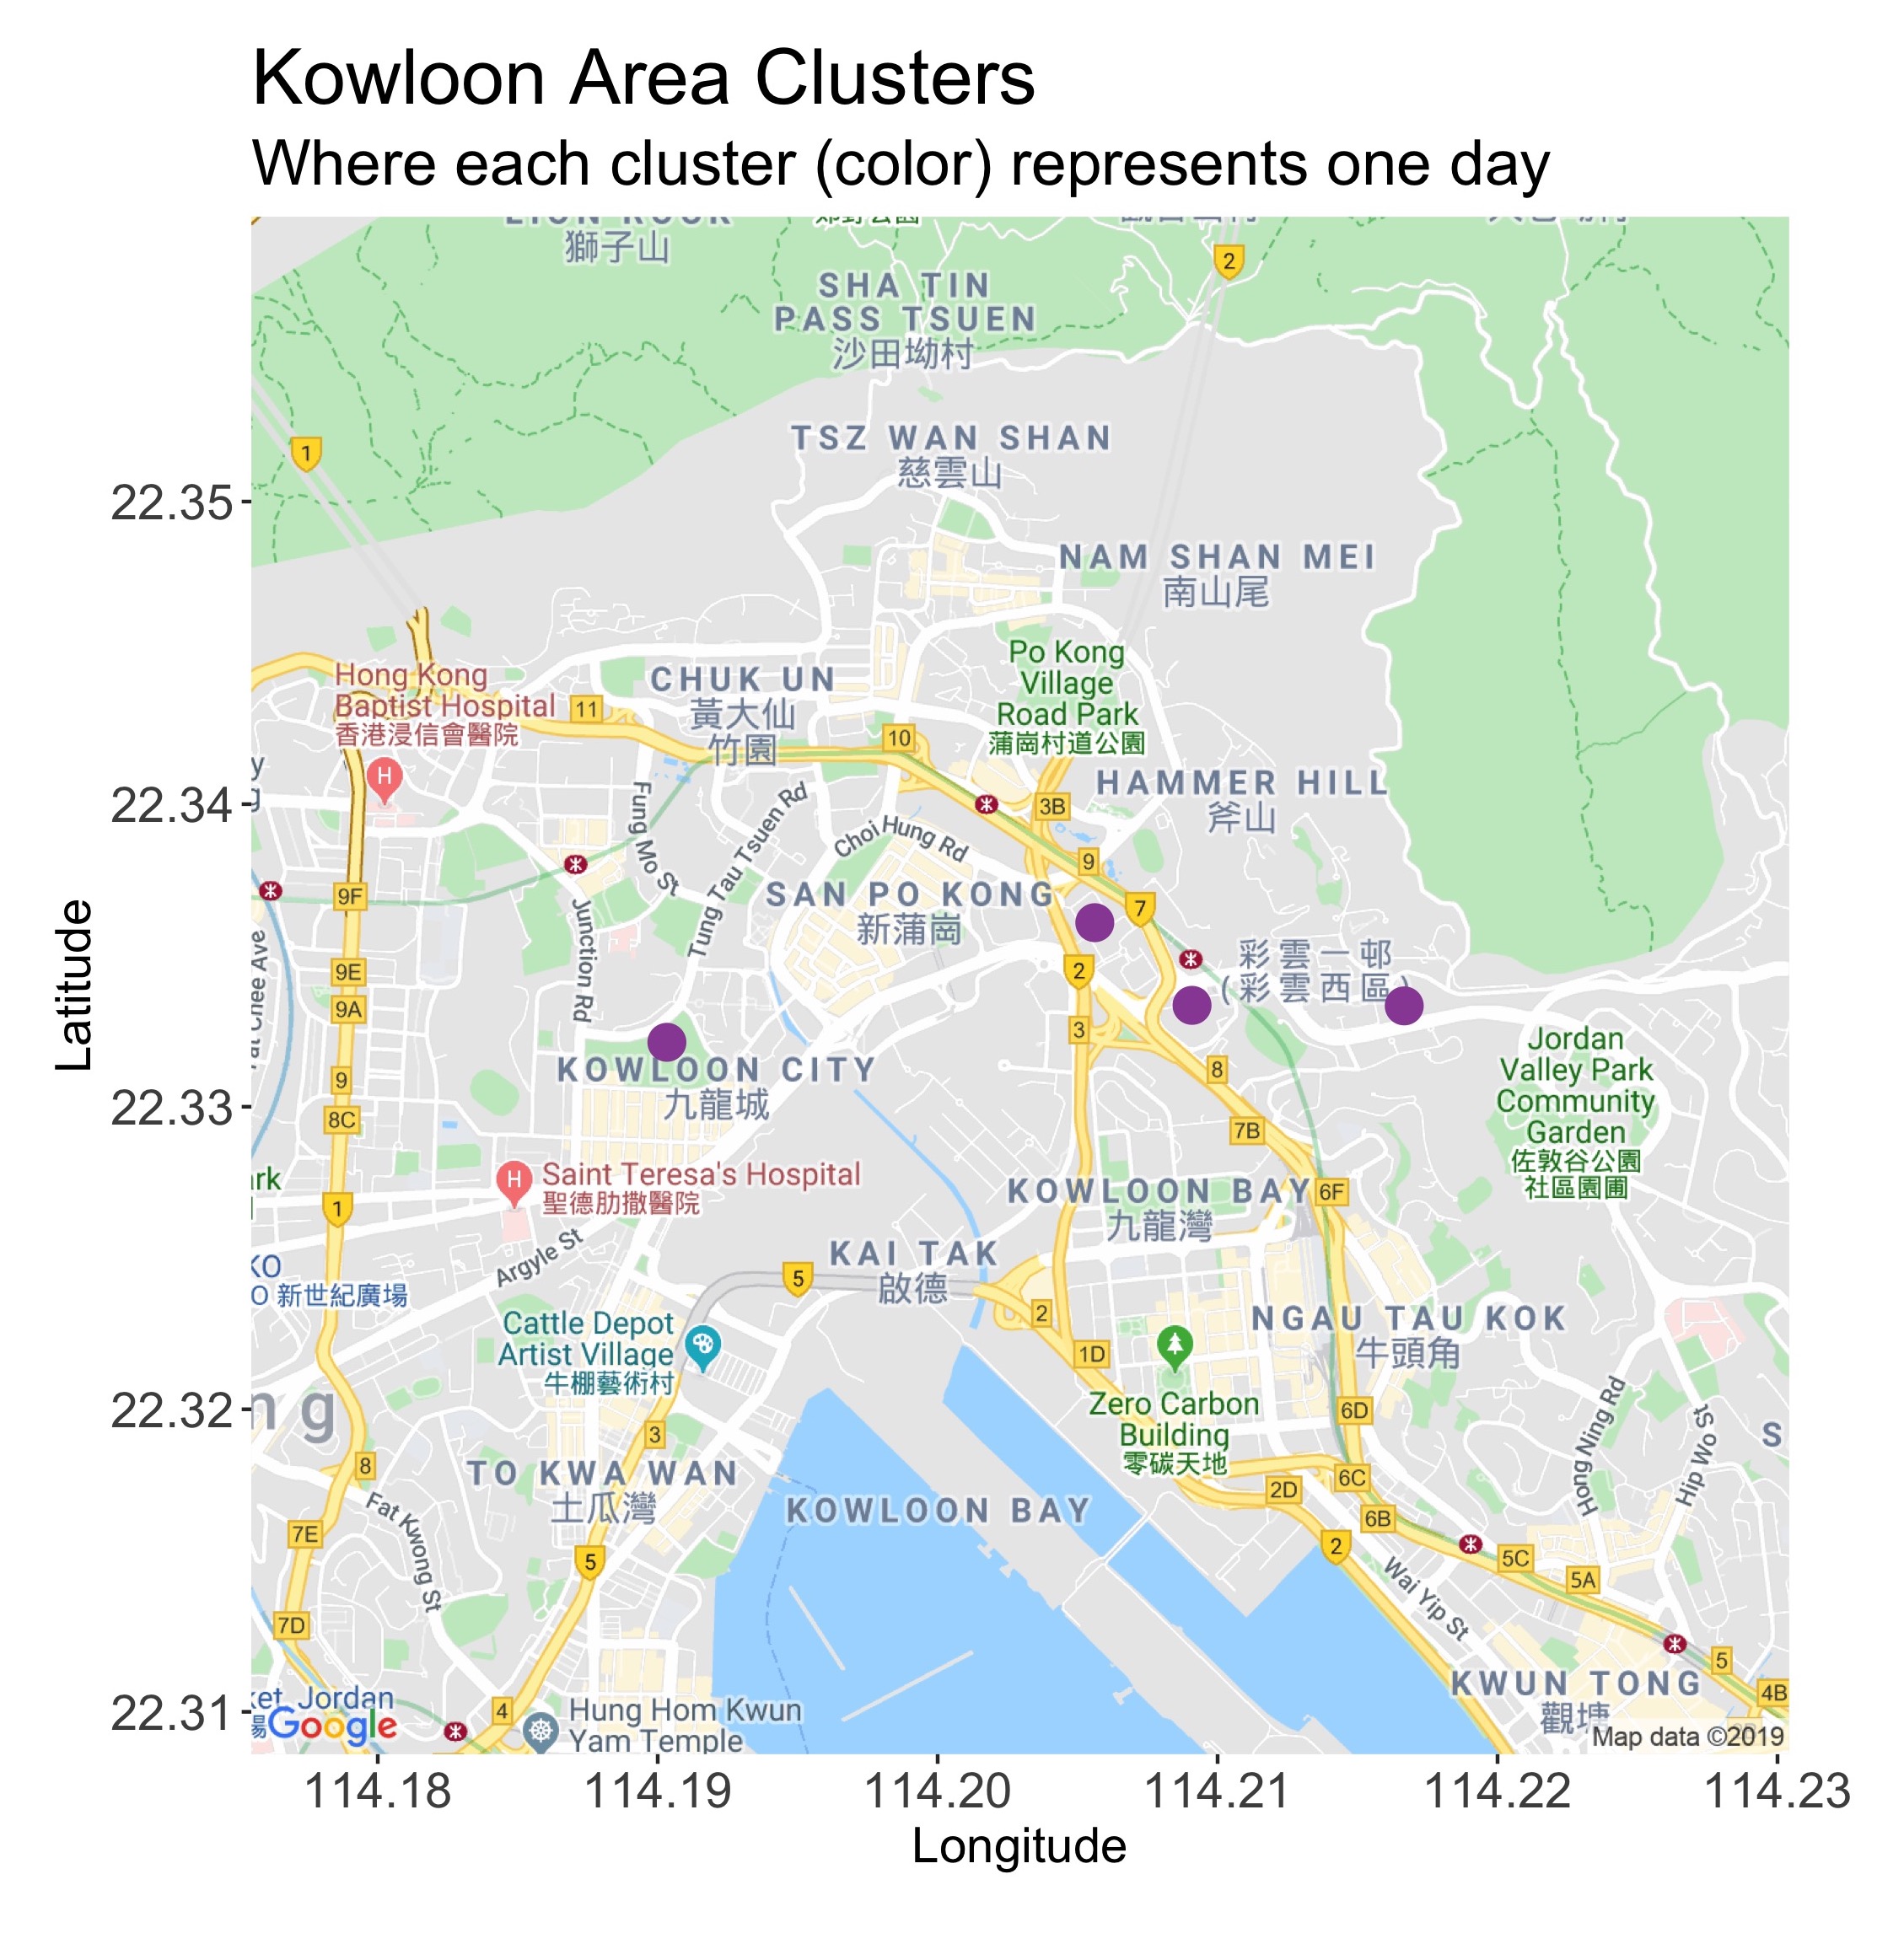 Kowloon Area Clusters
Where each cluster (color) represents one day
獅子山
2
SHA TIN
PASS TSUEN
沙田坳村
1
TSZ WAN SHAN
慈雲山
22.35
NAM SHAN MEI
南山尾
Po Kong
Village
Road Park
蒲崗村道公園
Hong Kong
Baptist Hospital
香港浸信會醫院
11
CHUK UN
黃大仙
竹園
10
HAMMER HILL
斧山
H
22.34
3B
Fung Mo St
Tung Tau Tsuen Rd
Choi Hung Rd
9
9F
SAN PO KONG
新蒲崗
7
Junction Rd
彩雲一邨
(彩雲西區)
9E
2
9A
3
Latitude
Jordan
Valley Park
Community
Garden
佐敦谷公園
社區園圃
KOWLOON CITY
九龍城
8
9
22.33
8C
7B
H
Saint Teresa's Hospital
聖德肋撒醫院
1
KOWLOON BAY
九龍灣
6F
Argyle St
KAI TAK
啟德
5
新世紀廣場
2
NGAU TAU KOK
牛頭角
Cattle Depot
Artist Village
牛棚藝術村
1D
Zero Carbon
Building
零碳天地
22.32
ng
3
6D
Hong Ning Rd
Hip Wo St
S
8
TO KWA WAN
土瓜灣
6C
2D
KOWLOON BAY
6B
Fat Kwong St
7E
5
2
5C
5A
Wai Yip St
7D
5
KWUN TONG
觀塘
4B
22.31
Jordan
Google
4
Hung Hom Kwun
Yam Temple
Map data ©2019
114.18 114.19 114.20 114.21 114.22 114.23
Longitude